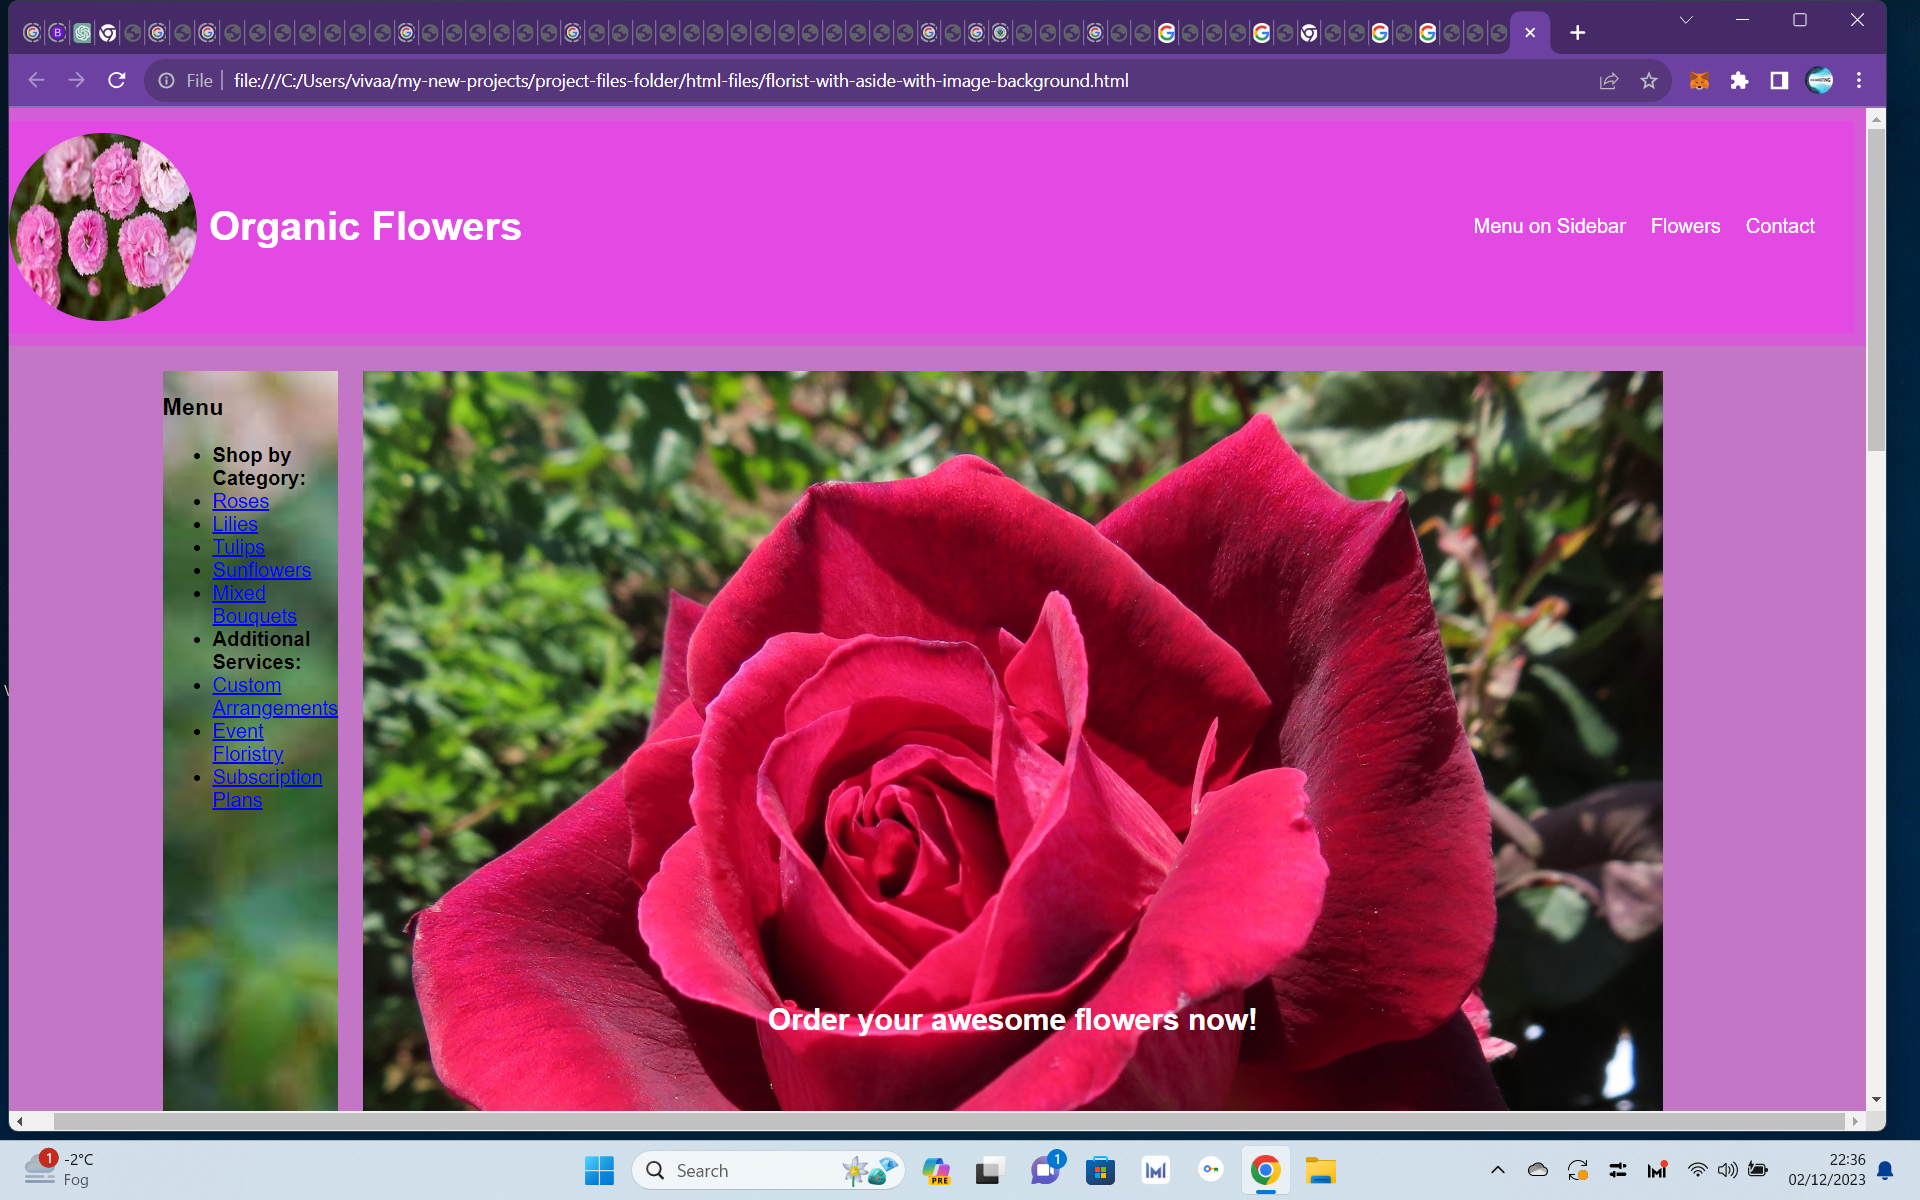 File
file:///C:/Users/vivaa/my-new-projects/project-files-folder/html-files/florist-with-aside-with-image-background.html
Organic Flowers
Menu on Sidebar Flowers Contact
Menu
Shop by
Category:
Roses
Lilies
Tulips
Sunflowers
Mixed
Bouquets
Additional
Services:
Custom
Arrangements
Event
Floristry
Subscription
Plans
Order your awesome flowers now!
1
-2°C
Fog
Search
PRE
1
22:36
02/12/2023